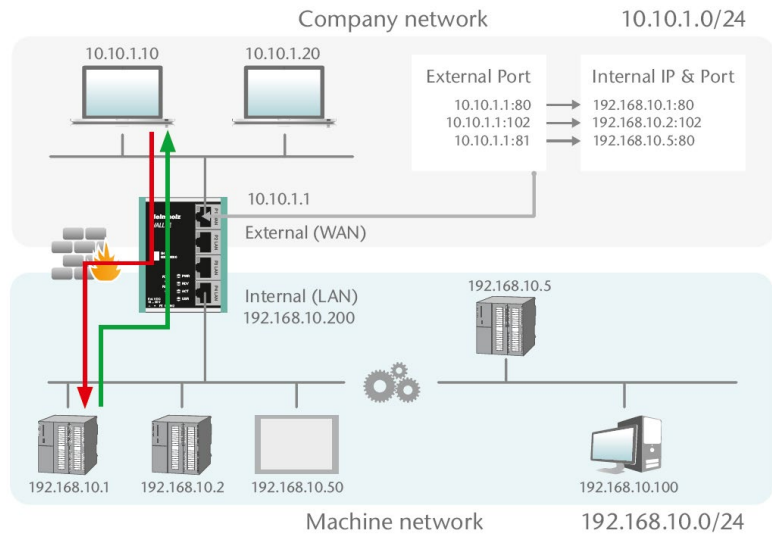 Company network 10.10.1.0/24
10.10.1.10
10.10.1.20
External Port
Internal IP & Port
10.10.1.1:80
192.168.10.1:80
10.10.1.1:102
192.168.10.2:102
10.10.1.1:81
192.168.10.5:80
10.10.1.1
External (WAN)
Internal (LAN)
192.168.10.200
192.168.10.5
192.168.10.1
192.168.10.2
192.168.10.50
192.168.10.100
Machine network 192.168.10.0/24